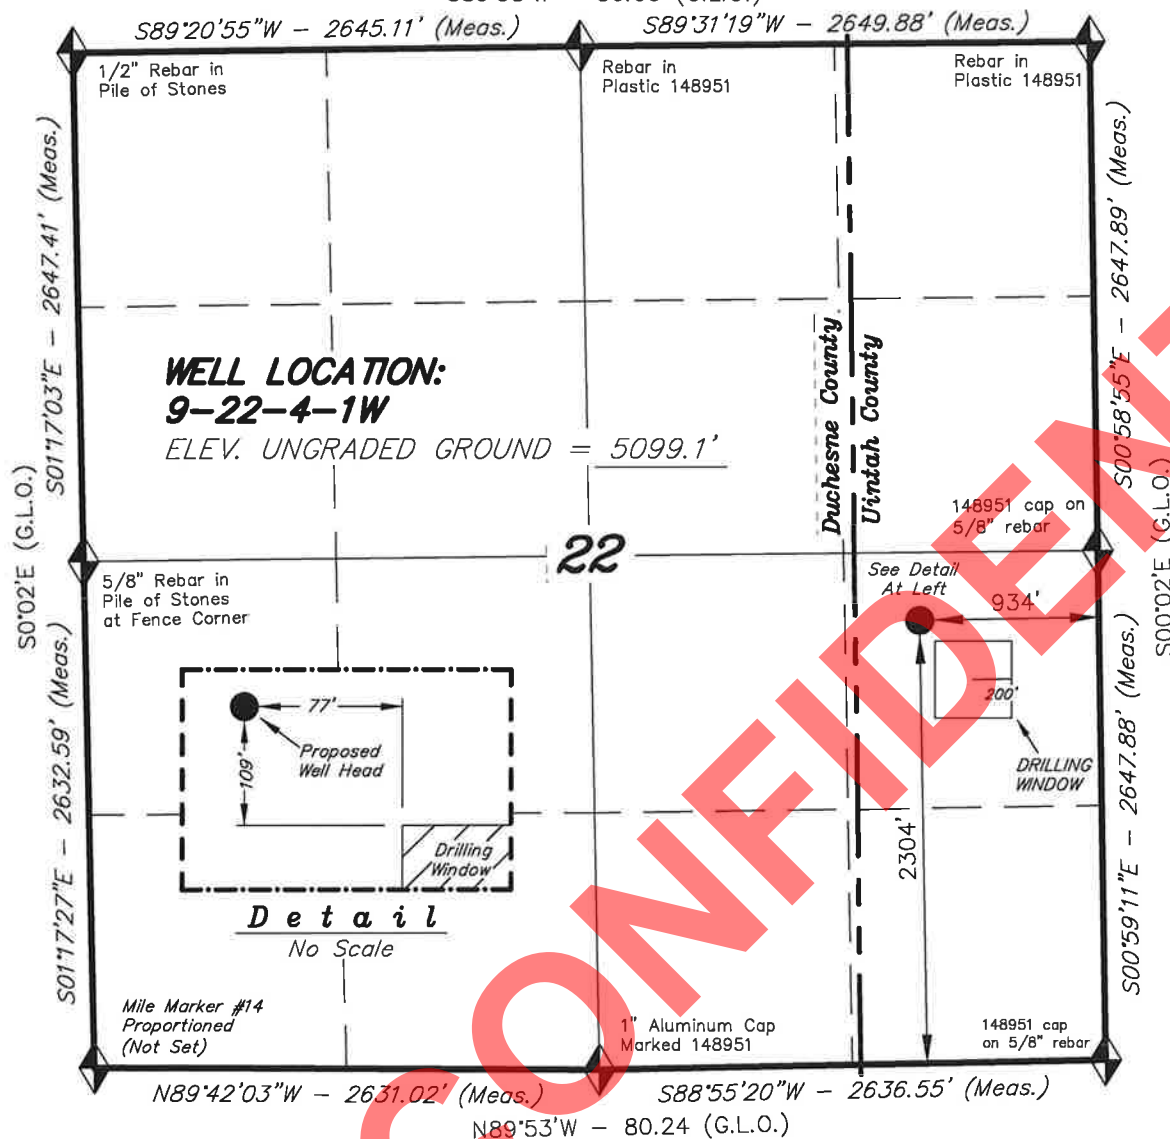 S89°20'55"W - 2645.11' (Meas.)
S89°31'19"W - 2649.88' (Meas.)
1/2" Rebar in
Pile of Stones
Rebar in
Plastic 148951
Rebar in
Plastic 148951
S01°17'03"E - 2647.41' (Meas.)
S00°58'55"E - 2647.89' (Meas.)
WELL LOCATION:
9-22-4-1W
ELEV. UNGRADED GROUND = 5099.1'
Duchesne County
Uintah County
S0°02'E (G.L.O.)
S00°02'E (G.L.O.)
148951 cap on
5/8" rebar
22
5/8" Rebar in
Pile of Stones
at Fence Corner
See Detail
At Left
934'
200'
DRILLING
WINDOW
2304'
77'
109'
Proposed
Well Head
Drilling
Window
Detail
No Scale
S01°17'27"E - 2632.59' (Meas.)
S00°59'11"E - 2647.88' (Meas.)
Mile Marker #14
Proportioned
(Not Set)
1" Aluminum Cap
Marked 148951
148951 cap
on 5/8" rebar
N89°42'03"W - 2631.02' (Meas.)
S88°55'20"W - 2636.55' (Meas.)
N89°53'W - 80.24 (G.L.O.)
CONFIDENT